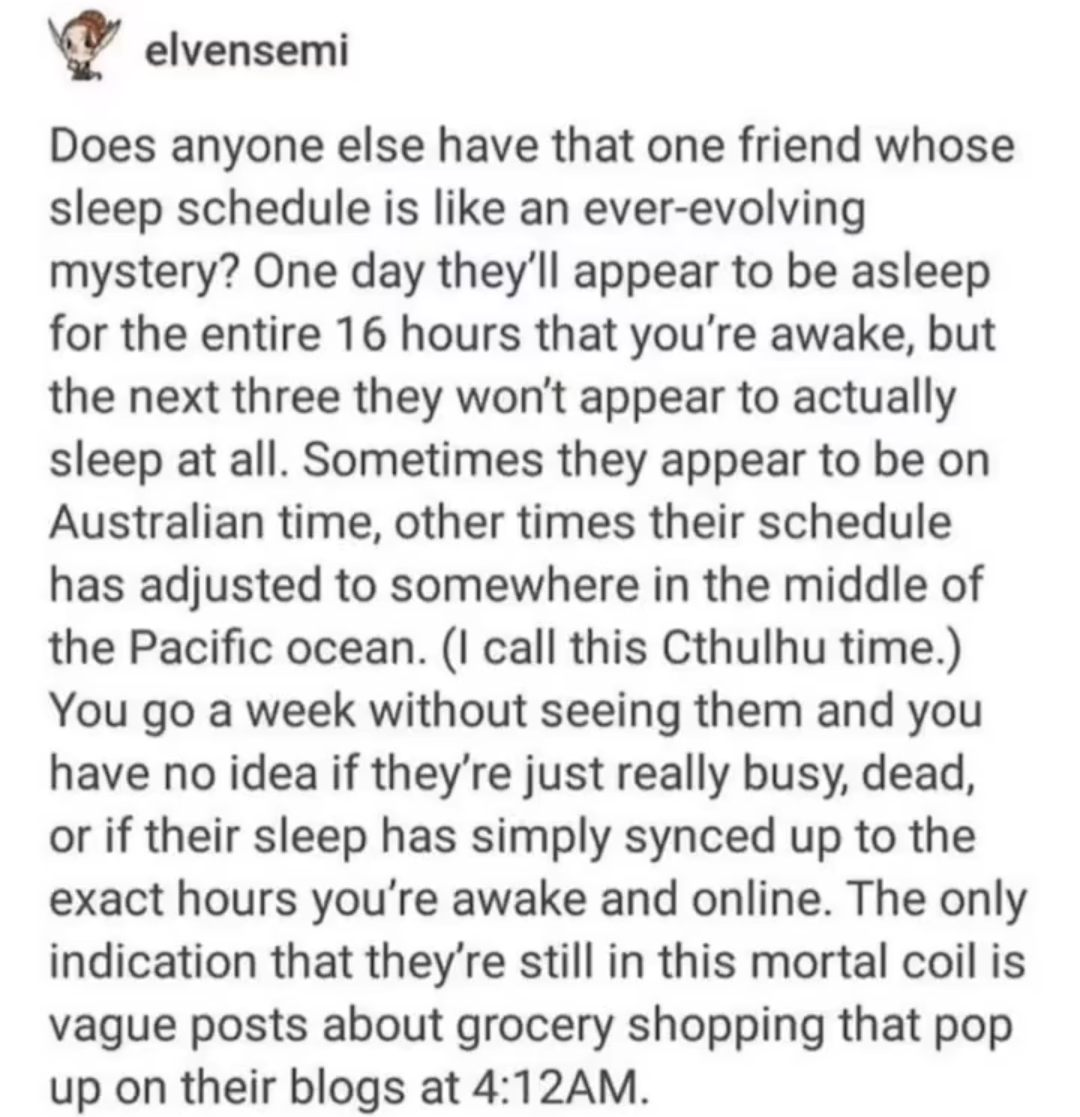 elvensemi
Does anyone else have that one friend whose
sleep schedule is like an ever-evolving
mystery? One day they'll appear to be asleep
for the entire 16 hours that you're awake, but
the next three they won't appear to actually
sleep at all. Sometimes they appear to be on
Australian time, other times their schedule
has adjusted to somewhere in the middle of
the Pacific ocean. (I call this Cthulhu time.)
You go a week without seeing them and you
have no idea if they're just really busy, dead,
or if their sleep has simply synced up to the
exact hours you're awake and online. The only
indication that they're still in this mortal coil is
vague posts about grocery shopping that pop
up on their blogs at 4:12AM.